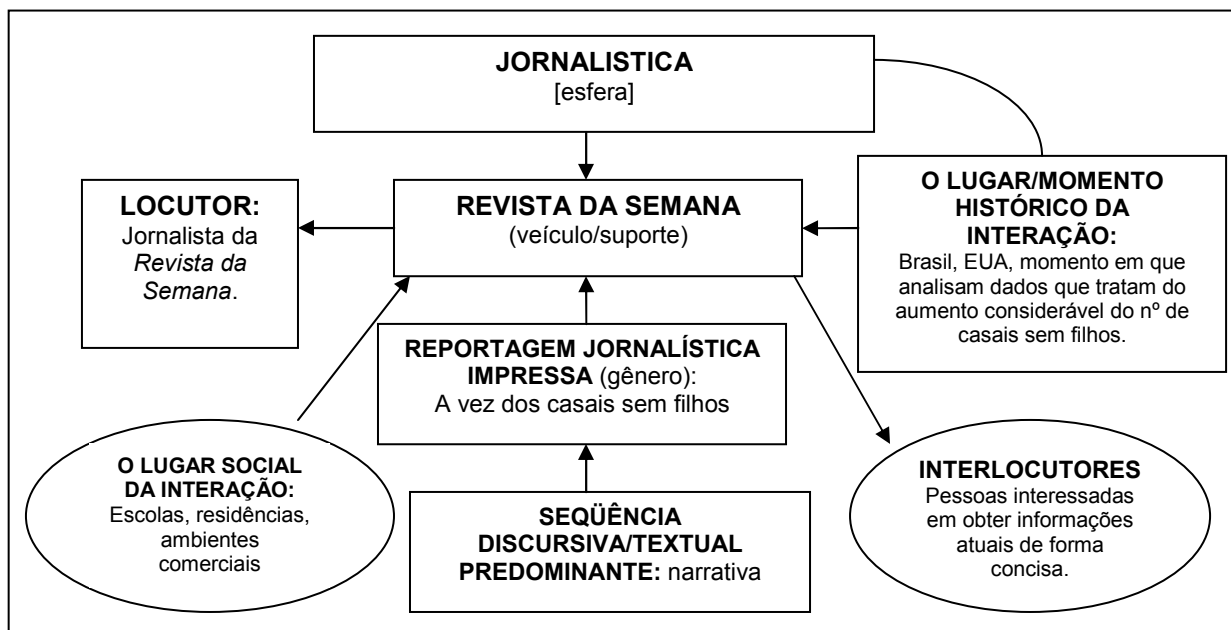 JORNALISTICA
[esfera]
LOCUTOR:
Jornalista da
Revista da
Semana.
REVISTA DA SEMANA
(veículo/suporte)
O LUGAR/MOMENTO
HISTÓRICO DA
INTERAÇÃO:
Brasil, EUA, momento em que
analisam dados que tratam do
aumento considerável do nº de
casais sem filhos.
REPORTAGEM JORNALÍSTICA
IMPRESSA (gênero):
A vez dos casais sem filhos
O LUGAR SOCIAL
DA INTERAÇÃO:
Escolas, residências,
ambientes
comerciais
SEQÜÊNCIA
DISCURSIVA/TEXTUAL
PREDOMINANTE: narrativa
INTERLOCUTORES
Pessoas interessadas
em obter informações
atuais de forma
concisa.